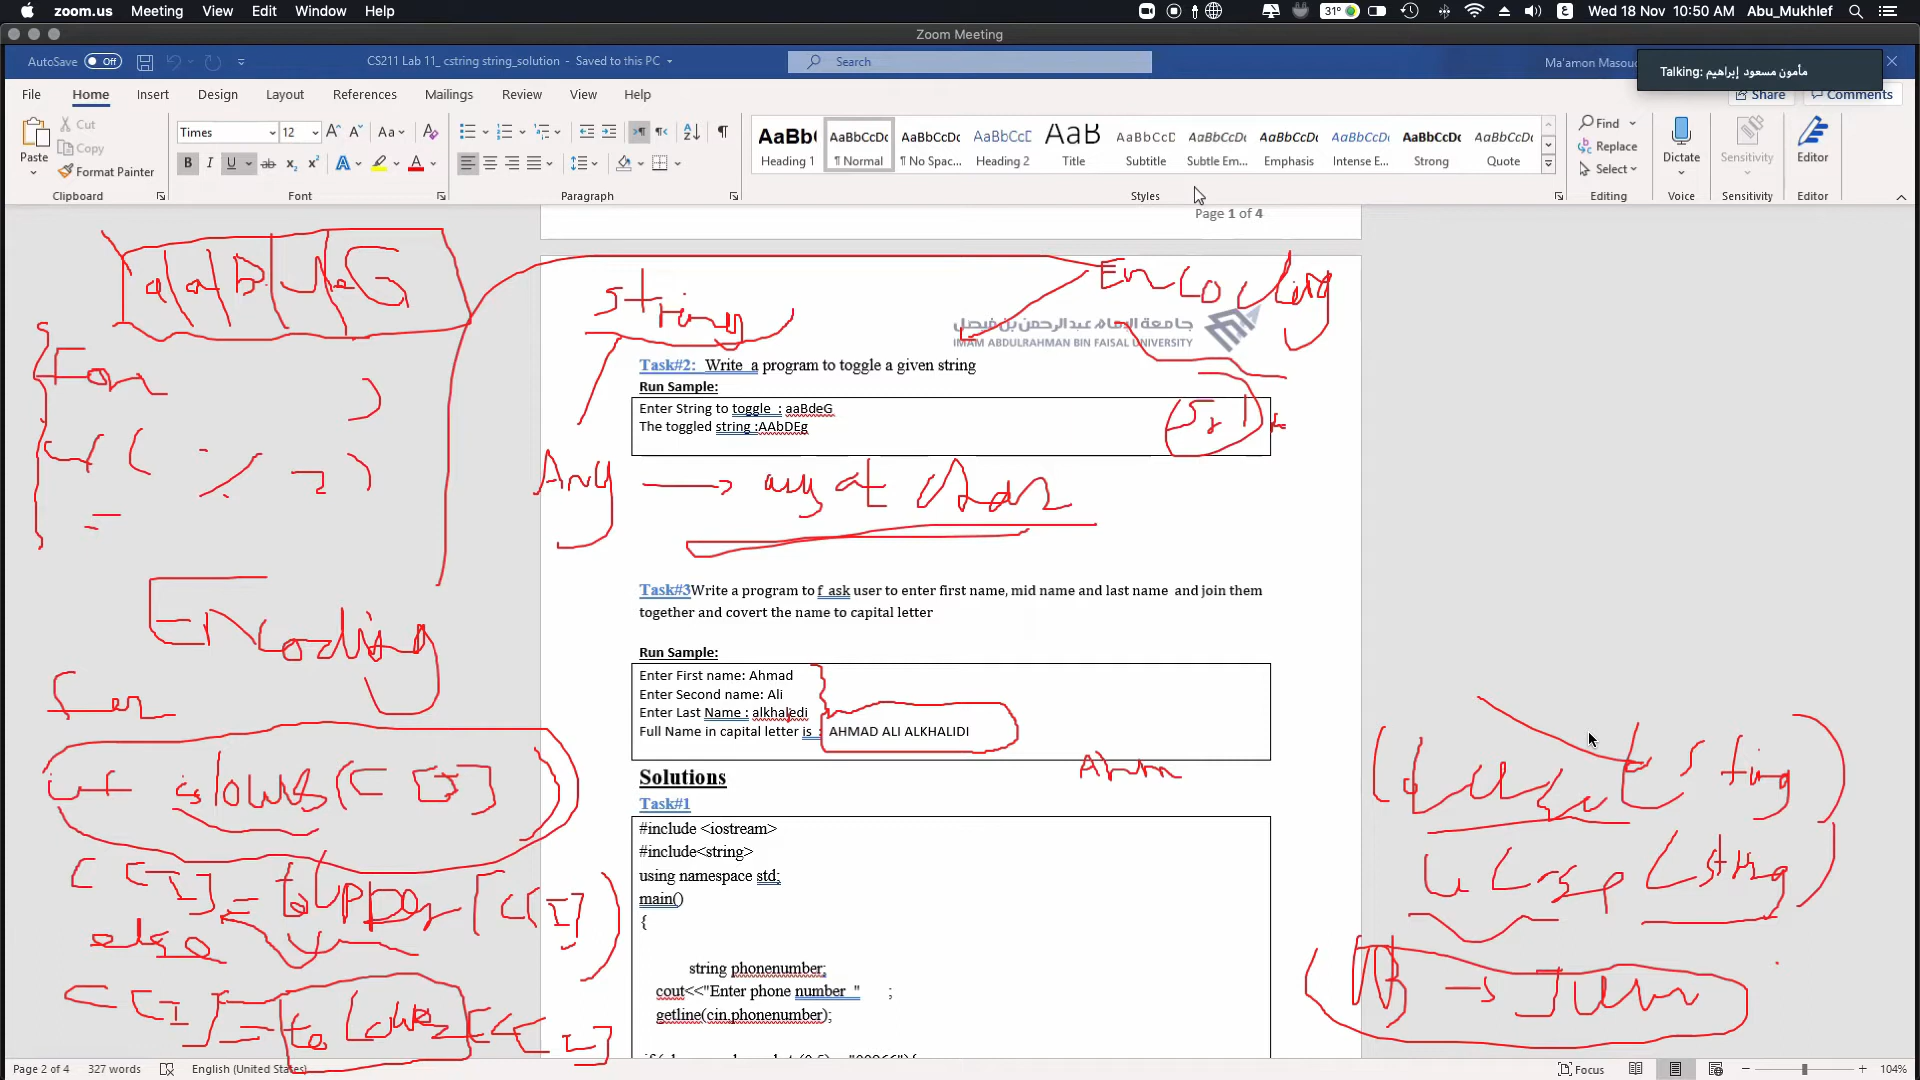 zoom.us Meeting View Edit Window Help 31° ع Wed 18 Nov 10:50 AM Abu_Mukhlef
Zoom Meeting
AutoSave Off CS211 Lab 11_ cstring string_solution - Saved to this PC Search Ma'amon Masou
Talking: مأمون مسعود إبراهيم
File Home Insert Design Layout References Mailings Review View Help Share Comments
Paste Cut Copy Format Painter
Clipboard
Times 12
B I U ab x₂ x² A
Font
Paragraph
AaBb( AaBbCcDc AaBbCcDc AaBbCcD AaB AaBbCcD AaBbCcDc AaBbCcDc AaBbCcDc AaBbCcDc AaBbCcDc
Heading 1 ¶ Normal ¶ No Spac... Heading 2 Title Subtitle Subtle Em... Emphasis Intense E... Strong Quote
Styles
Find Replace Select
Editing
Dictate
Voice
Sensitivity
Sensitivity
Editor
Editor
Page 1 of 4
string
Encoding
جامعة الإمام عبدالرحمن بن فيصل
IMAM ABDULRAHMAN BIN FAISAL UNIVERSITY
Task#2: Write a program to toggle a given string
Run Sample:
Enter String to toggle : aaBdeG
The toggled string :AAbDEg
For
Task#3Write a program to f ask user to enter first name, mid name and last name and join them
together and covert the name to capital letter
Run Sample:
Enter First name: Ahmad
Enter Second name: Ali
Enter Last Name : alkhaledi
Full Name in capital letter is : AHMAD ALI ALKHALIDI
Encoding
for
toupper
else
Solutions
Task#1
#include <iostream>
#include<string>
using namespace std;
main()
{
string phonenumber;
cout<<"Enter phone number " ;
getline(cin,phonenumber);
Page 2 of 4 327 words English (United States) Focus 104%